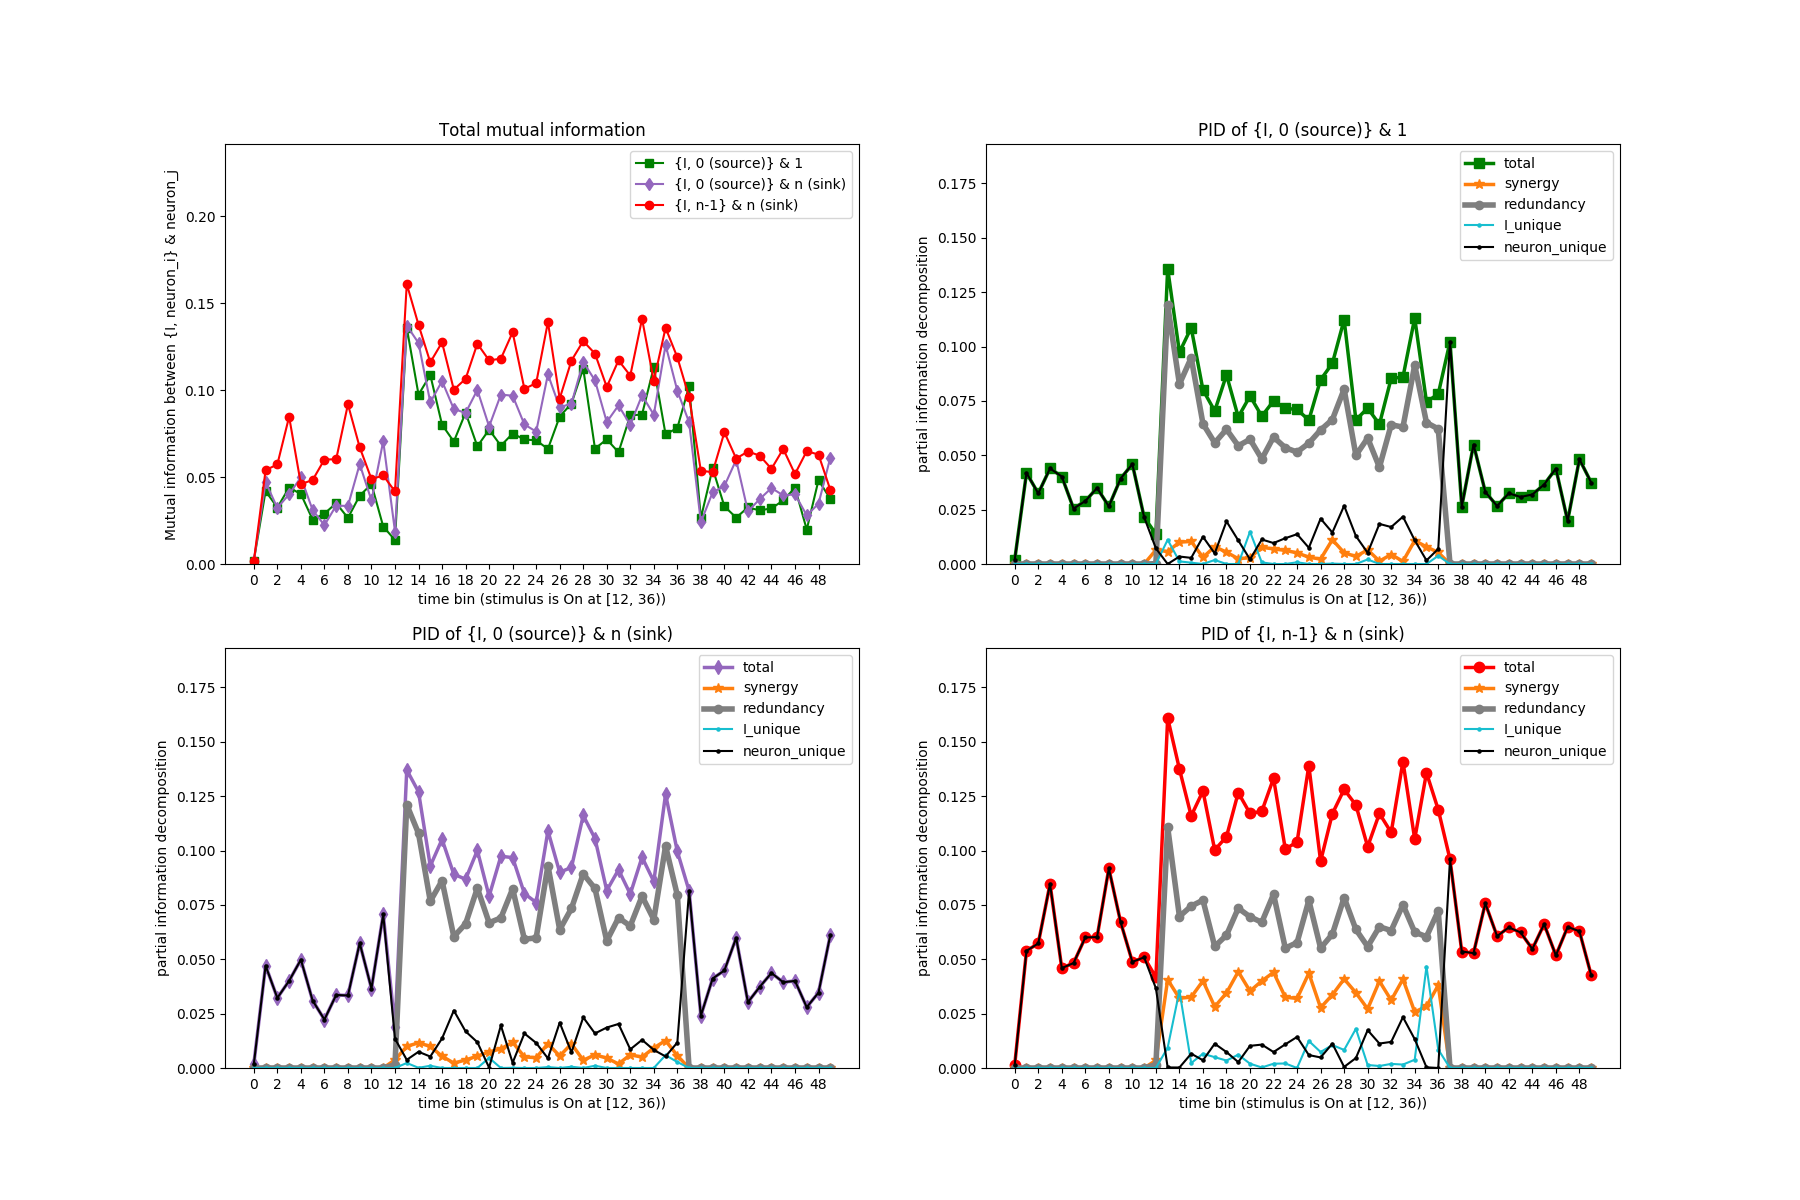 Total mutual information
Mutual information between {I, neuron_i} & neuron_j
0.20
0.15
0.10
0.05
0.00
{I, 0 (source)} & 1
{I, 0 (source)} & n (sink)
{I, n-1} & n (sink)
0 2 4 6 8 10 12 14 16 18 20 22 24 26 28 30 32 34 36 38 40 42 44 46 48
time bin (stimulus is On at [12, 36))
PID of {I, 0 (source)} & 1
partial information decomposition
0.175
0.150
0.125
0.100
0.075
0.050
0.025
0.000
total
synergy
redundancy
I_unique
neuron_unique
0 2 4 6 8 10 12 14 16 18 20 22 24 26 28 30 32 34 36 38 40 42 44 46 48
time bin (stimulus is On at [12, 36))
PID of {I, 0 (source)} & n (sink)
partial information decomposition
0.175
0.150
0.125
0.100
0.075
0.050
0.025
0.000
total
synergy
redundancy
I_unique
neuron_unique
0 2 4 6 8 10 12 14 16 18 20 22 24 26 28 30 32 34 36 38 40 42 44 46 48
time bin (stimulus is On at [12, 36))
PID of {I, n-1} & n (sink)
partial information decomposition
0.175
0.150
0.125
0.100
0.075
0.050
0.025
0.000
total
synergy
redundancy
I_unique
neuron_unique
0 2 4 6 8 10 12 14 16 18 20 22 24 26 28 30 32 34 36 38 40 42 44 46 48
time bin (stimulus is On at [12, 36))